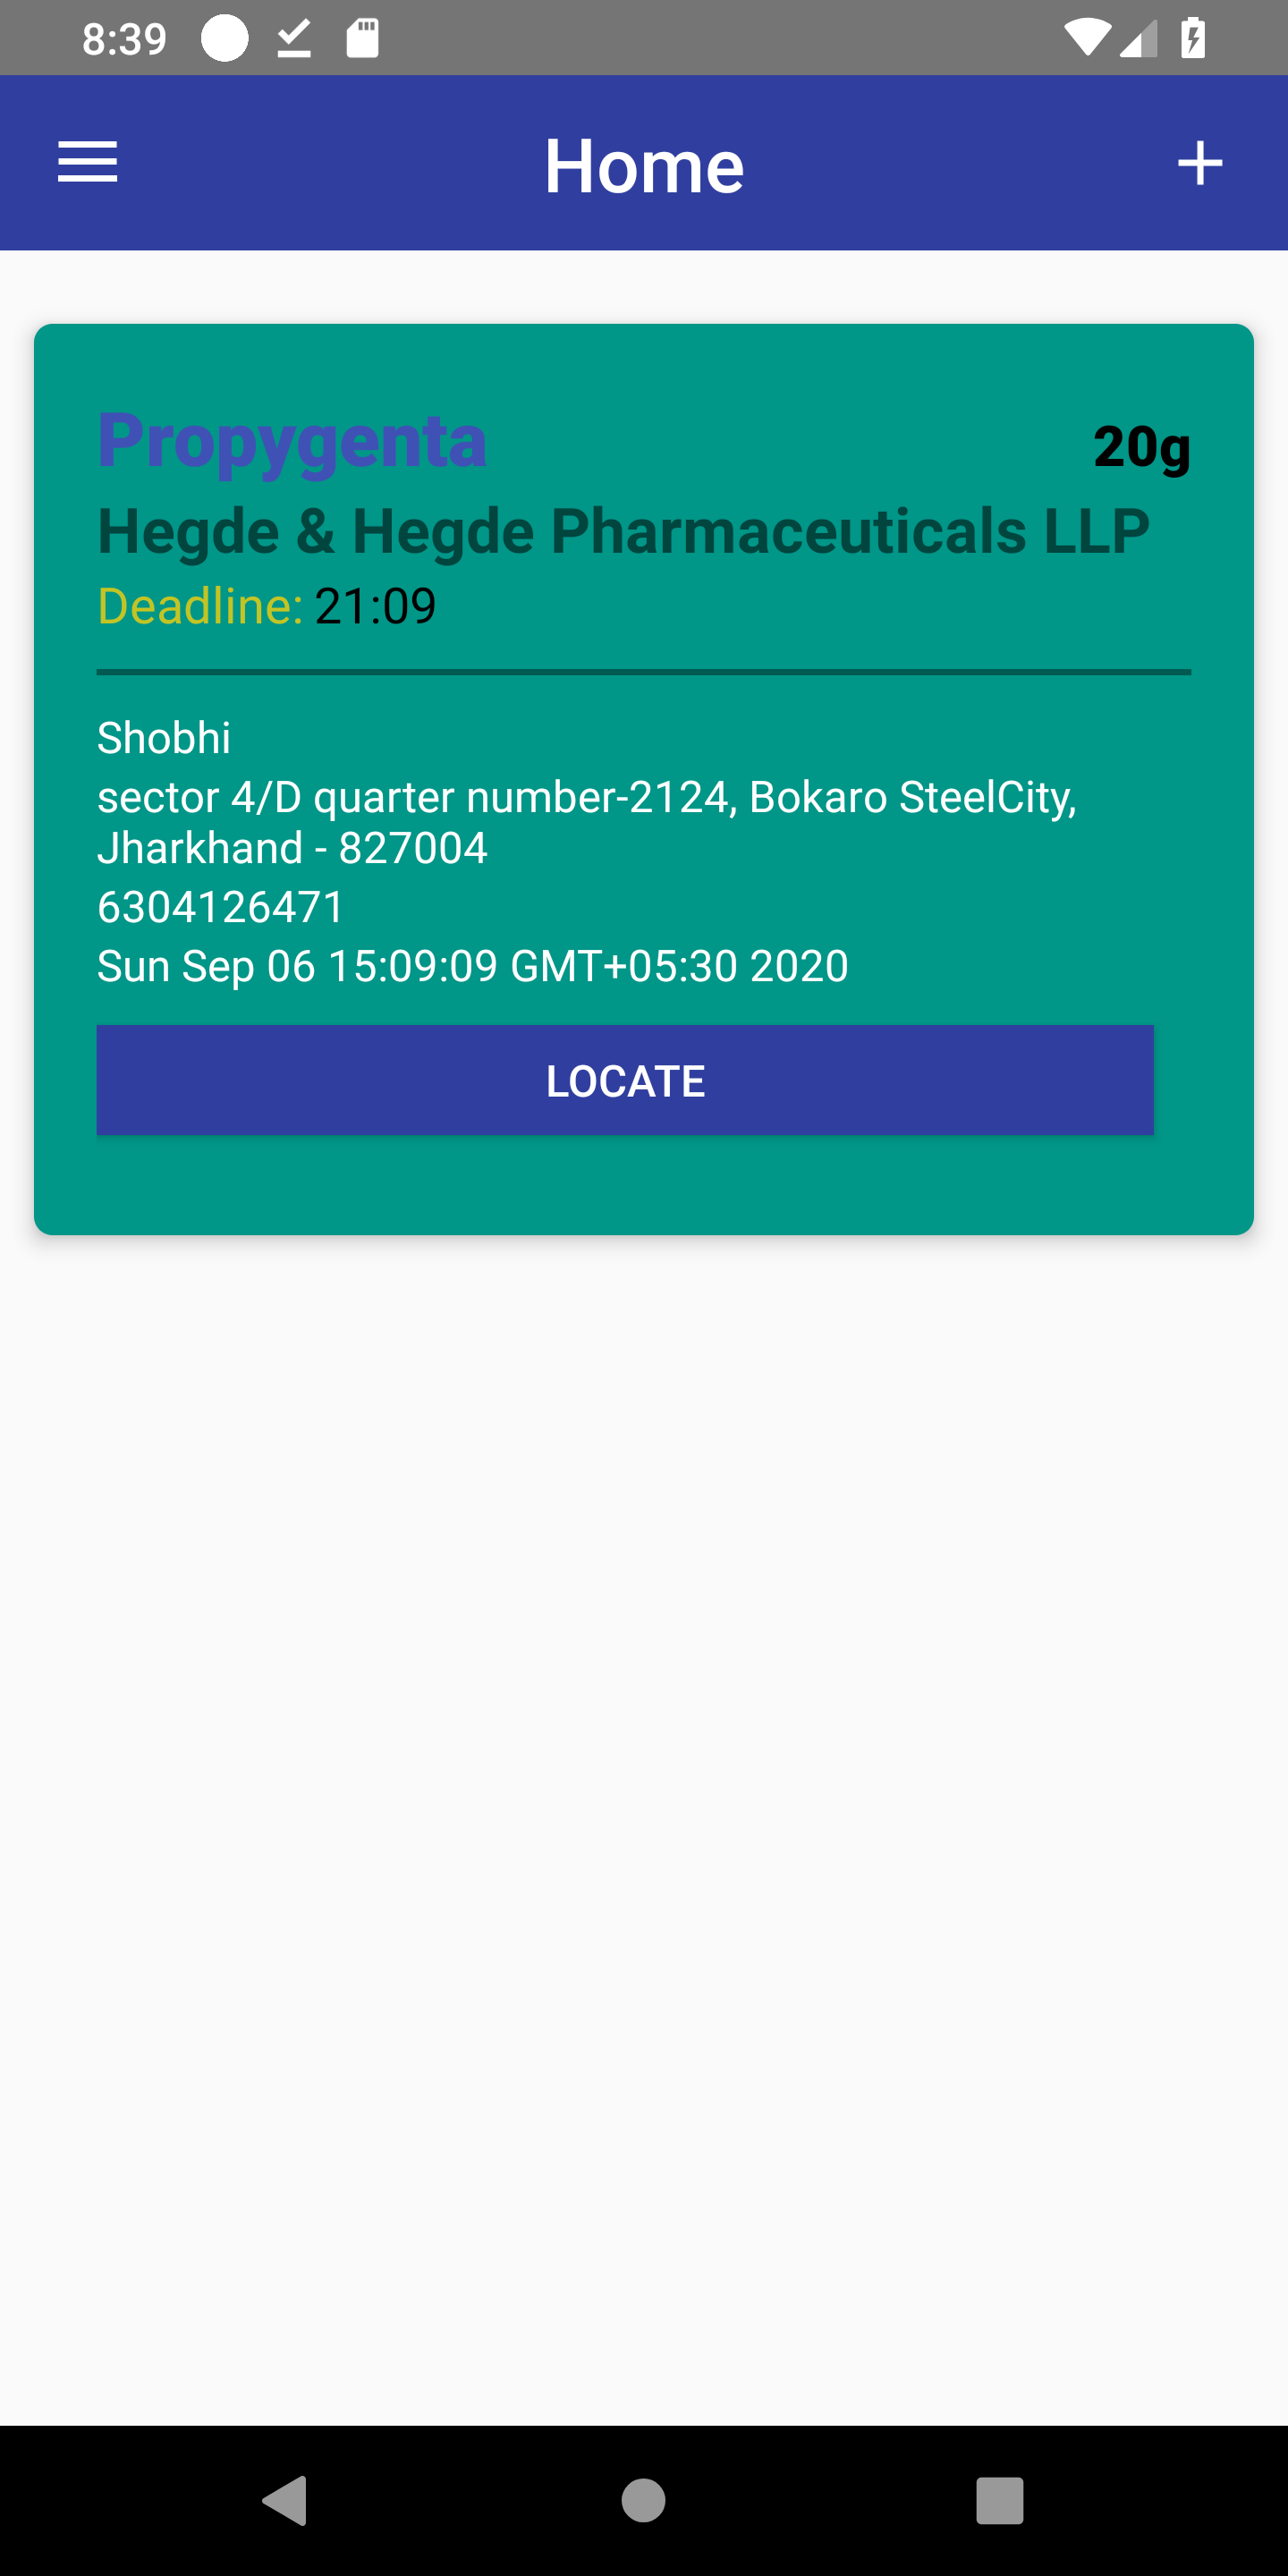 8:39
Home
Propygenta
20g
Hegde & Hegde Pharmaceuticals LLP
Deadline: 21:09
Shobhi
sector 4/D quarter number-2124, Bokaro SteelCity,
Jharkhand - 827004
6304126471
Sun Sep 06 15:09:09 GMT+05:30 2020
LOCATE